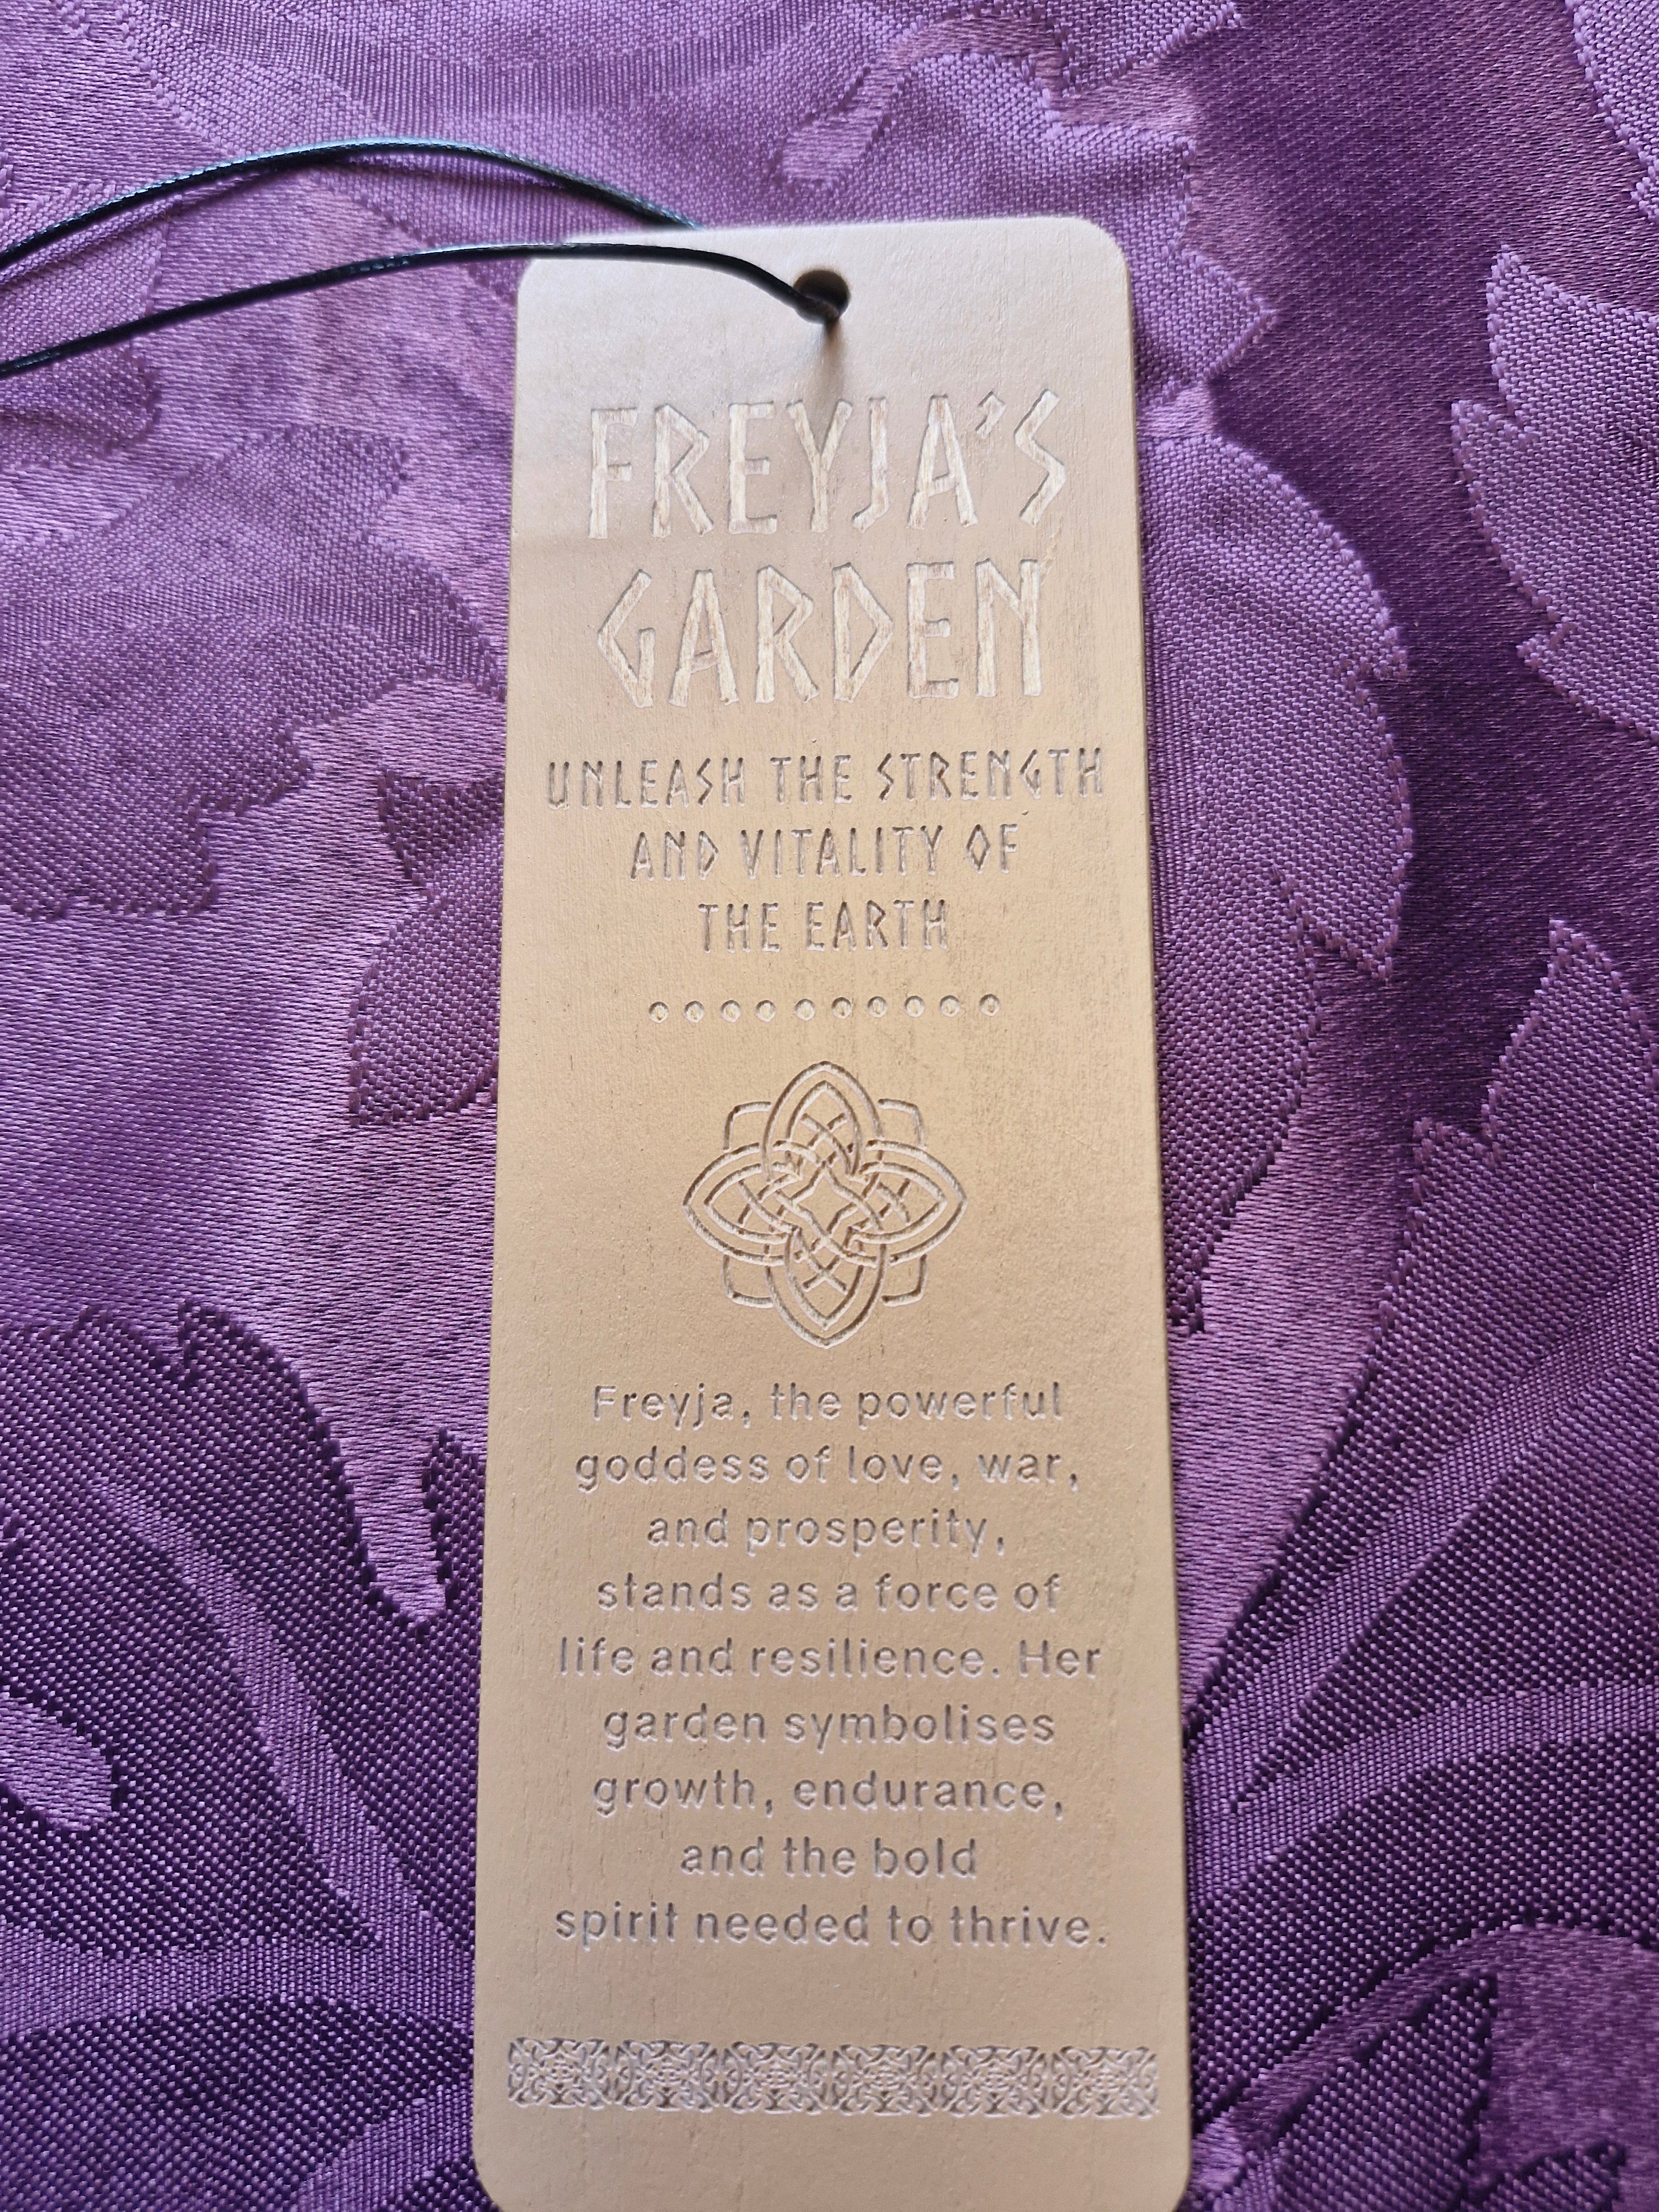 FREYJA'S
GARDEN
UNLEASH THE STRENGTH
AND VITALITY OF
THE EARTH
Freyja, the powerful
goddess of love, war,
and prosperity,
stands as a force of
life and resilience. Her
garden symbolises
growth, endurance,
and the bold
spirit needed to thrive.